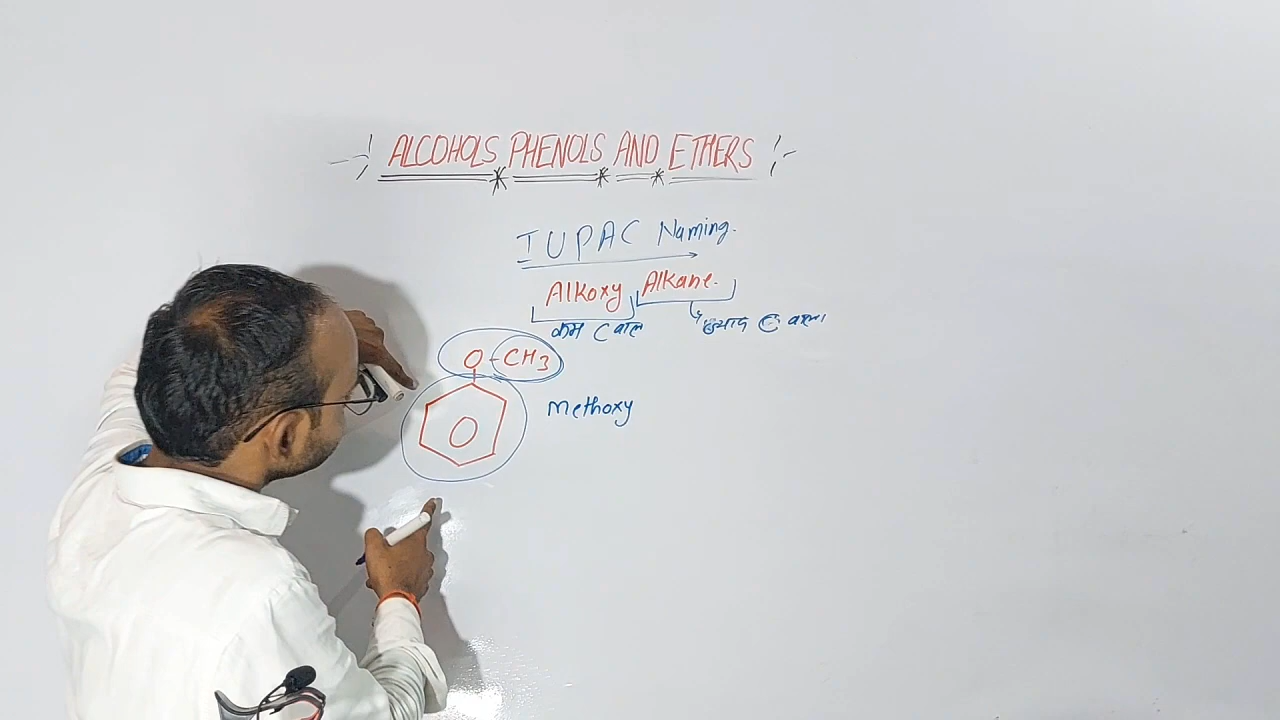 ALCOHOLS PHENOLS AND ETHERS
IUPAC Naming.
Alkoxy Alkane.
कम C वाला ज्यादा C वाला
O-CH3
Methoxy